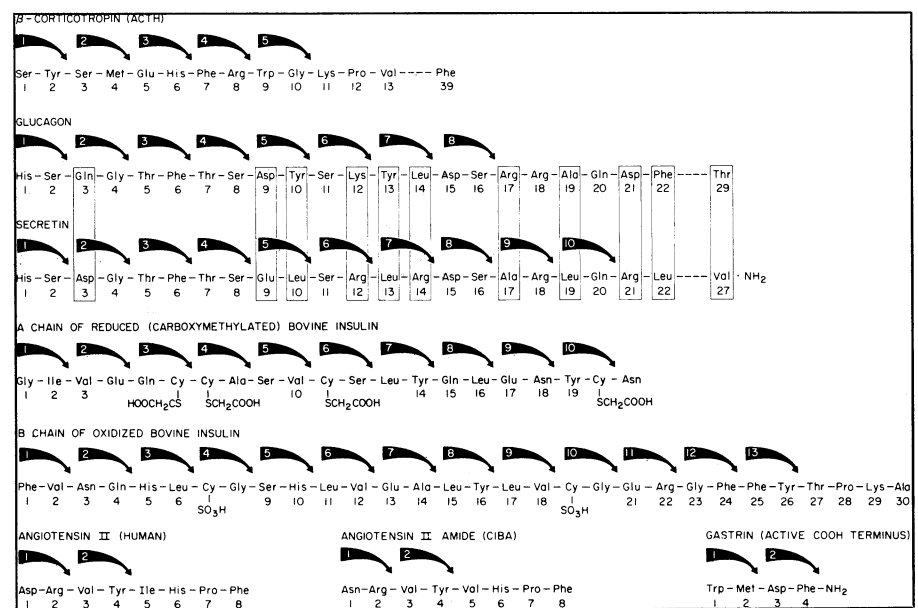 β-CORTICOTROPIN (ACTH)
1 2 3 4 5
Ser-Tyr-Ser-Met-Glu-His-Phe-Arg-Trp-Gly-Lys-Pro-Val----Phe
1 2 3 4 5 6 7 8 9 10 11 12 13 39
GLUCAGON
1 2 3 4 5 6 7 8
His-Ser-Gln-Gly-Thr-Phe-Thr-Ser-Asp-Tyr-Ser-Lys-Tyr-Leu-Asp-Ser-Arg-Arg-Ala-Gln-Asp-Phe----Thr
1 2 3 4 5 6 7 8 9 10 11 12 13 14 15 16 17 18 19 20 21 22 29
SECRETIN
1 2 3 4 5 6 7 8 9 10
His-Ser-Asp-Gly-Thr-Phe-Thr-Ser-Glu-Leu-Ser-Arg-Leu-Arg-Asp-Ser-Ala-Arg-Leu-Gln-Arg-Leu----Val·NH2
1 2 3 4 5 6 7 8 9 10 11 12 13 14 15 16 17 18 19 20 21 22 27
A CHAIN OF REDUCED (CARBOXYMETHYLATED) BOVINE INSULIN
1 2 3 4 5 6 7 8 9 10
Gly-Ile-Val-Glu-Gln-Cy-Cy-Ala-Ser-Val-Cy-Ser-Leu-Tyr-Gln-Leu-Glu-Asn-Tyr-Cy-Asn
1 2 3 10 14 15 16 17 18 19
HOOCH2CS SCH2COOH SCH2COOH SCH2COOH
B CHAIN OF OXIDIZED BOVINE INSULIN
1 2 3 4 5 6 7 8 9 10 11 12 13
Phe-Val-Asn-Gln-His-Leu-Cy-Gly-Ser-His-Leu-Val-Glu-Ala-Leu-Tyr-Leu-Val-Cy-Gly-Glu-Arg-Gly-Phe-Phe-Tyr-Thr-Pro-Lys-Ala
1 2 3 4 5 6 9 10 11 12 13 14 15 16 17 18 21 22 23 24 25 26 27 28 29 30
SO3H SO3H
ANGIOTENSIN II (HUMAN) ANGIOTENSIN II AMIDE (CIBA) GASTRIN (ACTIVE COOH TERMINUS)
1 2 1 2 1 2
Asp-Arg-Val-Tyr-Ile-His-Pro-Phe Asn-Arg-Val-Tyr-Val-His-Pro-Phe Trp-Met-Asp-Phe-NH2
1 2 3 4 5 6 7 8 1 2 3 4 5 6 7 8 1 2 3 4